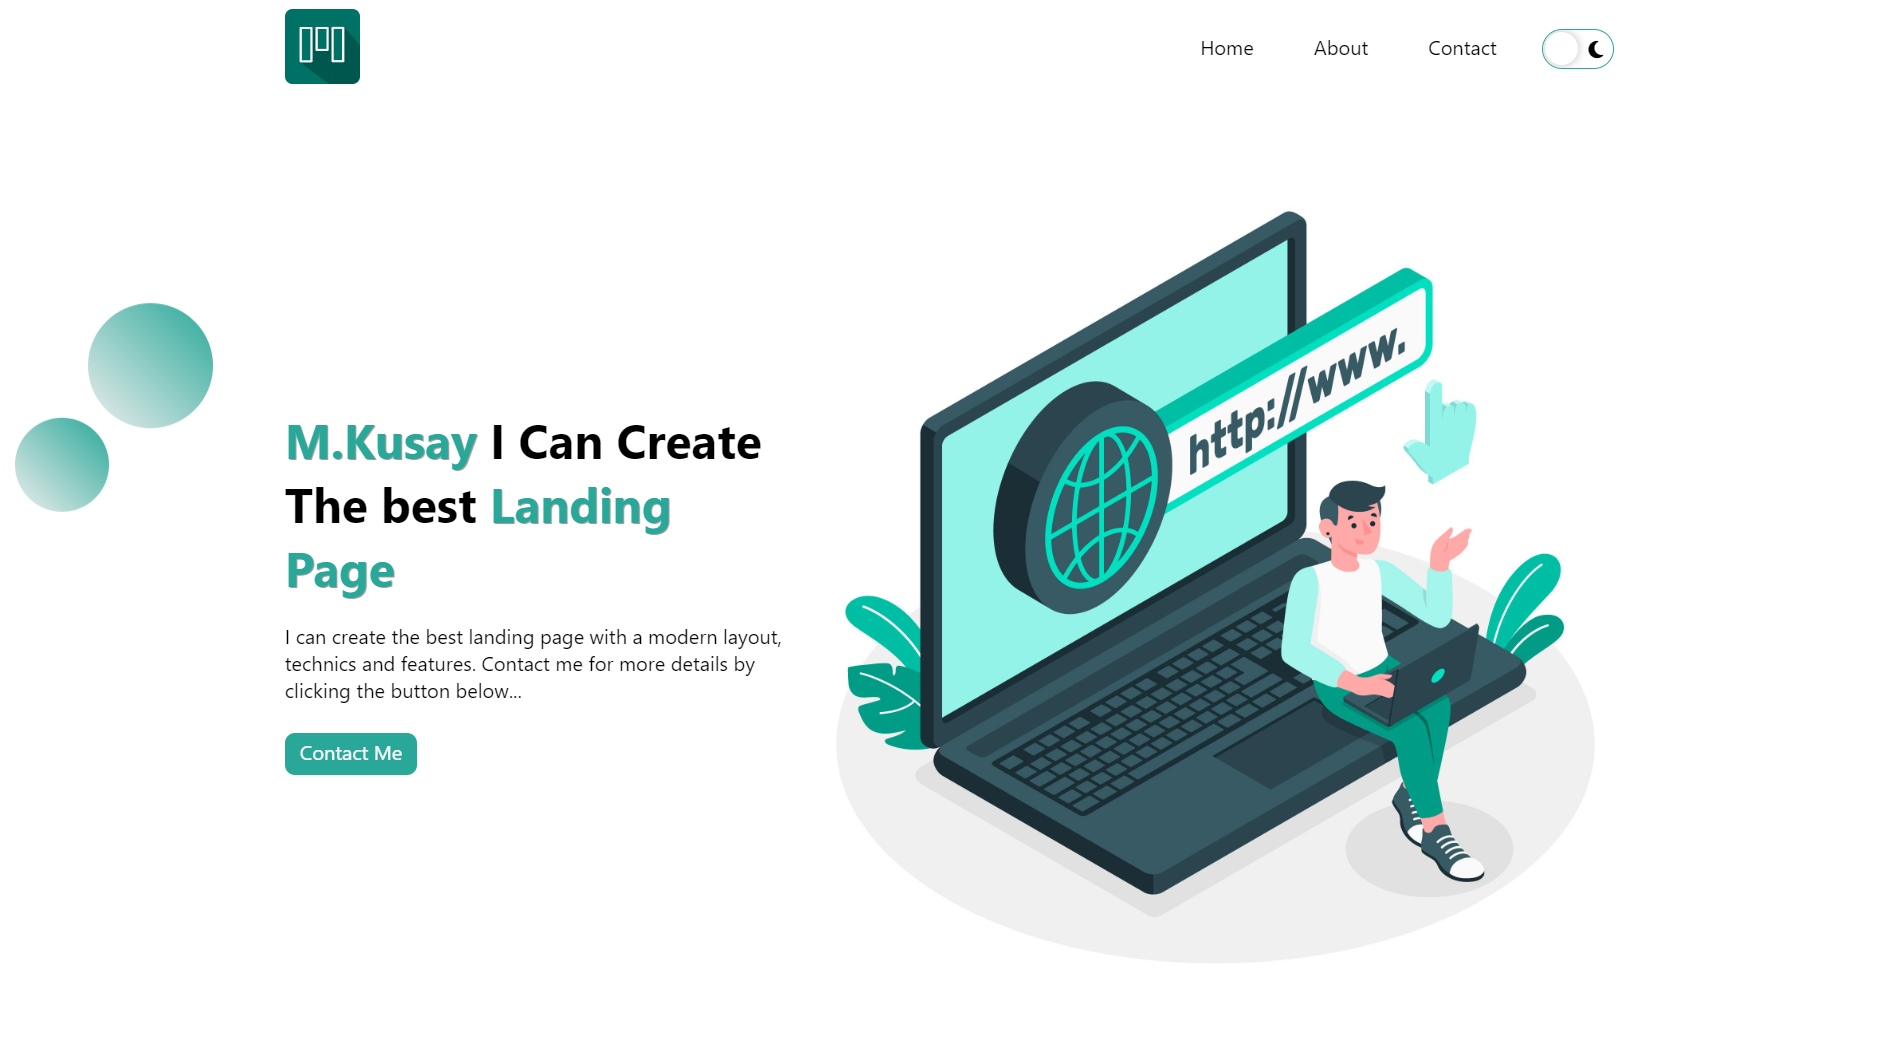 Home About Contact
M.Kusay I Can Create
The best Landing
Page
I can create the best landing page with a modern layout,
technics and features. Contact me for more details by
clicking the button below...
Contact Me
http://www.